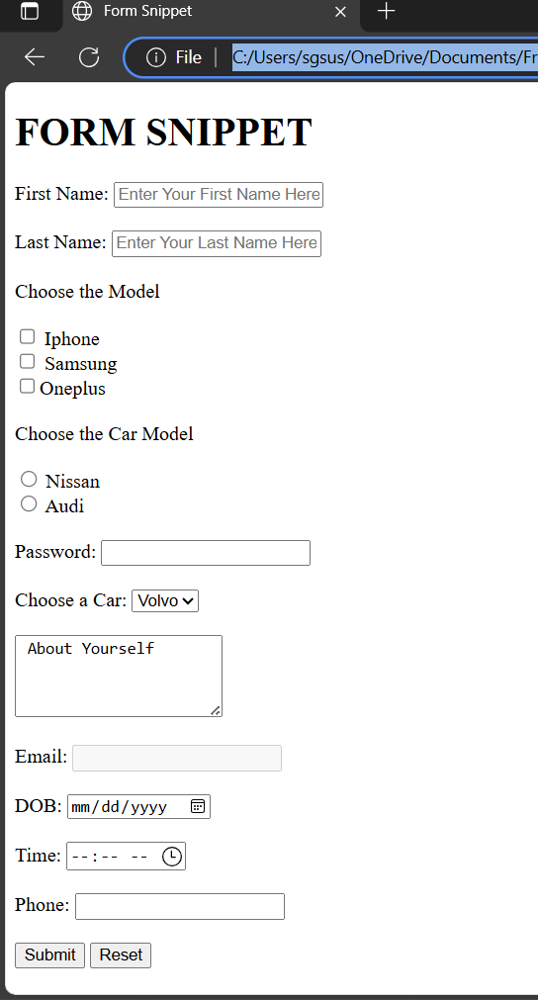 Form Snippet
File
C:/Users/sgsus/OneDrive/Documents/Fr
FORM SNIPPET
First Name: Enter Your First Name Here
Last Name: Enter Your Last Name Here
Choose the Model
Iphone
Samsung
Oneplus
Choose the Car Model
Nissan
Audi
Password:
Choose a Car: Volvo
About Yourself
Email:
DOB: mm/dd/yyyy
Time: --:-- --
Phone:
Submit Reset